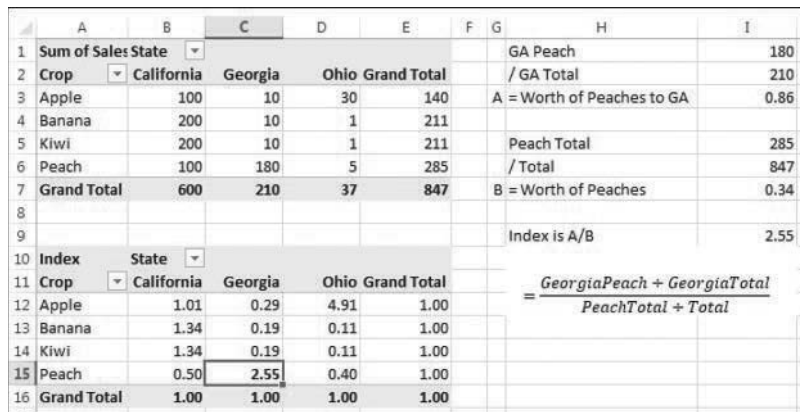 A B C D E F G H I
1 Sum of Sales State GA Peach 180
2 Crop California Georgia Ohio Grand Total / GA Total 210
3 Apple 100 10 30 140 A = Worth of Peaches to GA 0.86
4 Banana 200 10 1 211
5 Kiwi 200 10 1 211 Peach Total 285
6 Peach 100 180 5 285 / Total 847
7 Grand Total 600 210 37 847 B = Worth of Peaches 0.34
8
9 Index is A/B 2.55
10 Index State
11 Crop California Georgia Ohio Grand Total
= GeorgiaPeach ÷ GeorgiaTotal
PeachTotal ÷ Total
12 Apple 1.01 0.29 4.91 1.00
13 Banana 1.34 0.19 0.11 1.00
14 Kiwi 1.34 0.19 0.11 1.00
15 Peach 0.50 2.55 0.40 1.00
16 Grand Total 1.00 1.00 1.00 1.00